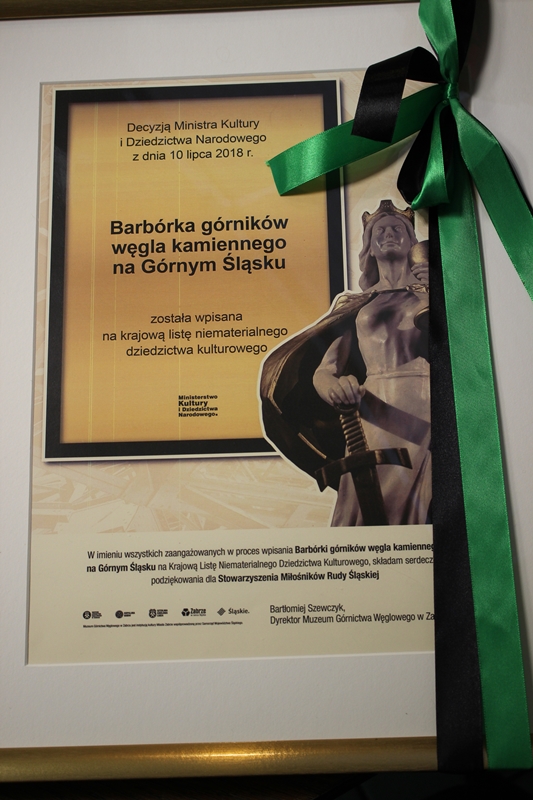 Decyzją Ministra Kultury
i Dziedzictwa Narodowego
z dnia 10 lipca 2018 r.
Barbórka górników
węgla kamiennego
na Górnym Śląsku
została wpisana
na krajową listę niematerialnego
dziedzictwa kulturowego
Ministerstwo
Kultury
i Dziedzictwa
Narodowego.
W imieniu wszystkich zaangażowanych w proces wpisania Barbórki górników węgla kamienneg
na Górnym Śląsku na Krajową Listę Niematerialnego Dziedzictwa Kulturowego, składam serdecz
podziękowania dla Stowarzyszenia Miłośników Rudy Śląskiej
Zabrze
Śląskie.
Bartłomiej Szewczyk,
Dyrektor Muzeum Górnictwa Węglowego w Za